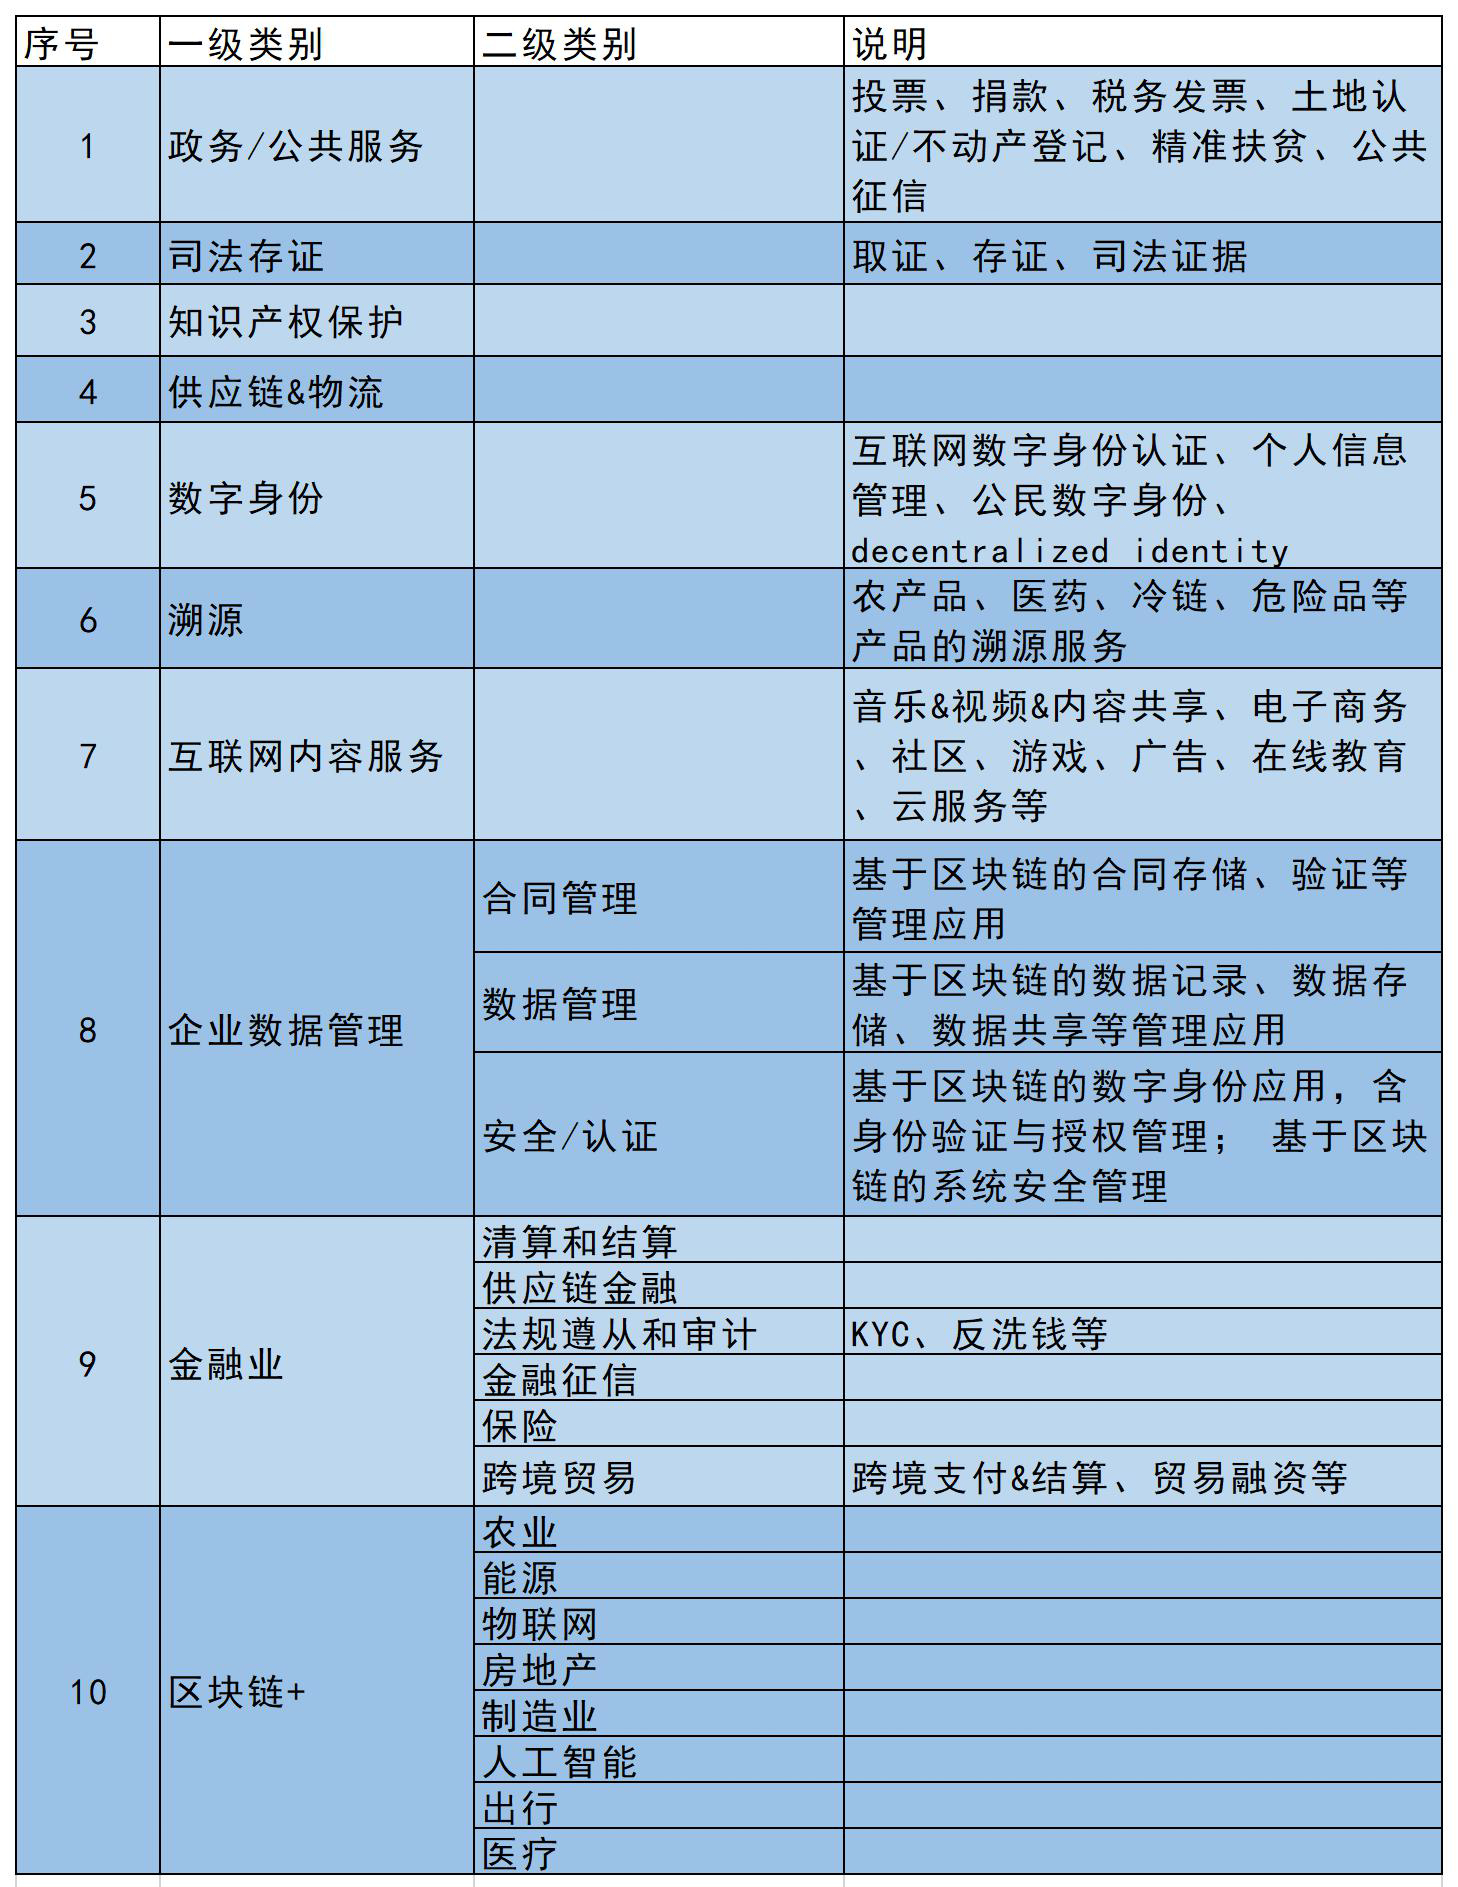 序号 一级类别 二级类别 说明
1 政务/公共服务 投票、捐款、税务发票、土地认
证/不动产登记、精准扶贫、公共
征信
2 司法存证 取证、存证、司法证据
3 知识产权保护
4 供应链&物流
5 数字身份 互联网数字身份认证、个人信息
管理、公民数字身份、
decentralized identity
6 溯源 农产品、医药、冷链、危险品等
产品的溯源服务
7 互联网内容服务 音乐&视频&内容共享、电子商务
、社区、游戏、广告、在线教育
、云服务等
8 企业数据管理 合同管理 基于区块链的合同存储、验证等
管理应用
数据管理 基于区块链的数据记录、数据存
储、数据共享等管理应用
安全/认证 基于区块链的数字身份应用，含
身份验证与授权管理； 基于区块
链的系统安全管理
9 金融业 清算和结算
供应链金融
法规遵从和审计 KYC、反洗钱等
金融征信
保险
跨境贸易 跨境支付&结算、贸易融资等
10 区块链+ 农业
能源
物联网
房地产
制造业
人工智能
出行
医疗